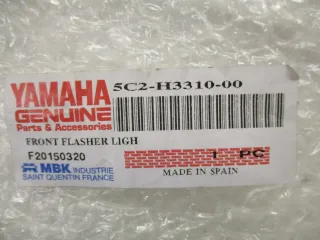 YAMAHA
GENUINE
Parts & Accessories
5C2-H3310-00
FRONT FLASHER LIGH
F20150320
1 PC
MBK INDUSTRIE
SAINT QUENTIN FRANCE
MADE IN SPAIN